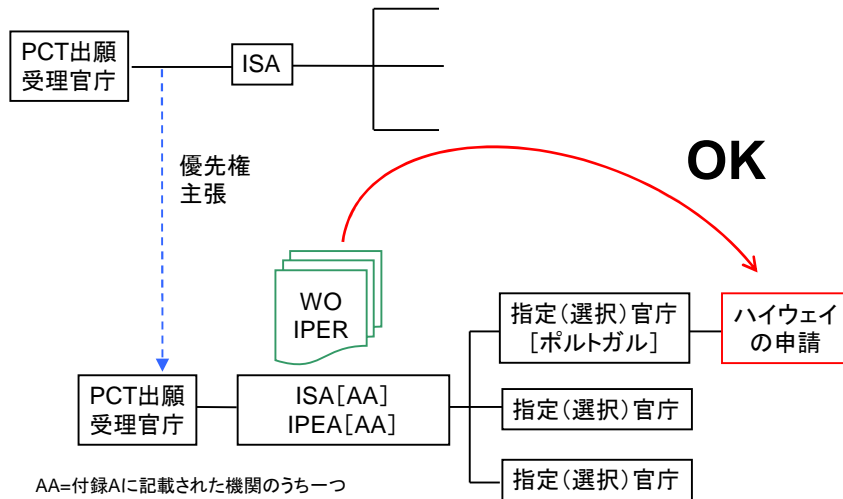 PCT出願
受理官庁
ISA
OK
優先権
主張
WO
IPER
指定(選択)官庁
[ポルトガル]
ハイウェイ
の申請
PCT出願
受理官庁
ISA[AA]
IPEA[AA]
指定(選択)官庁
指定(選択)官庁
AA=付録Aに記載された機関のうち一つ